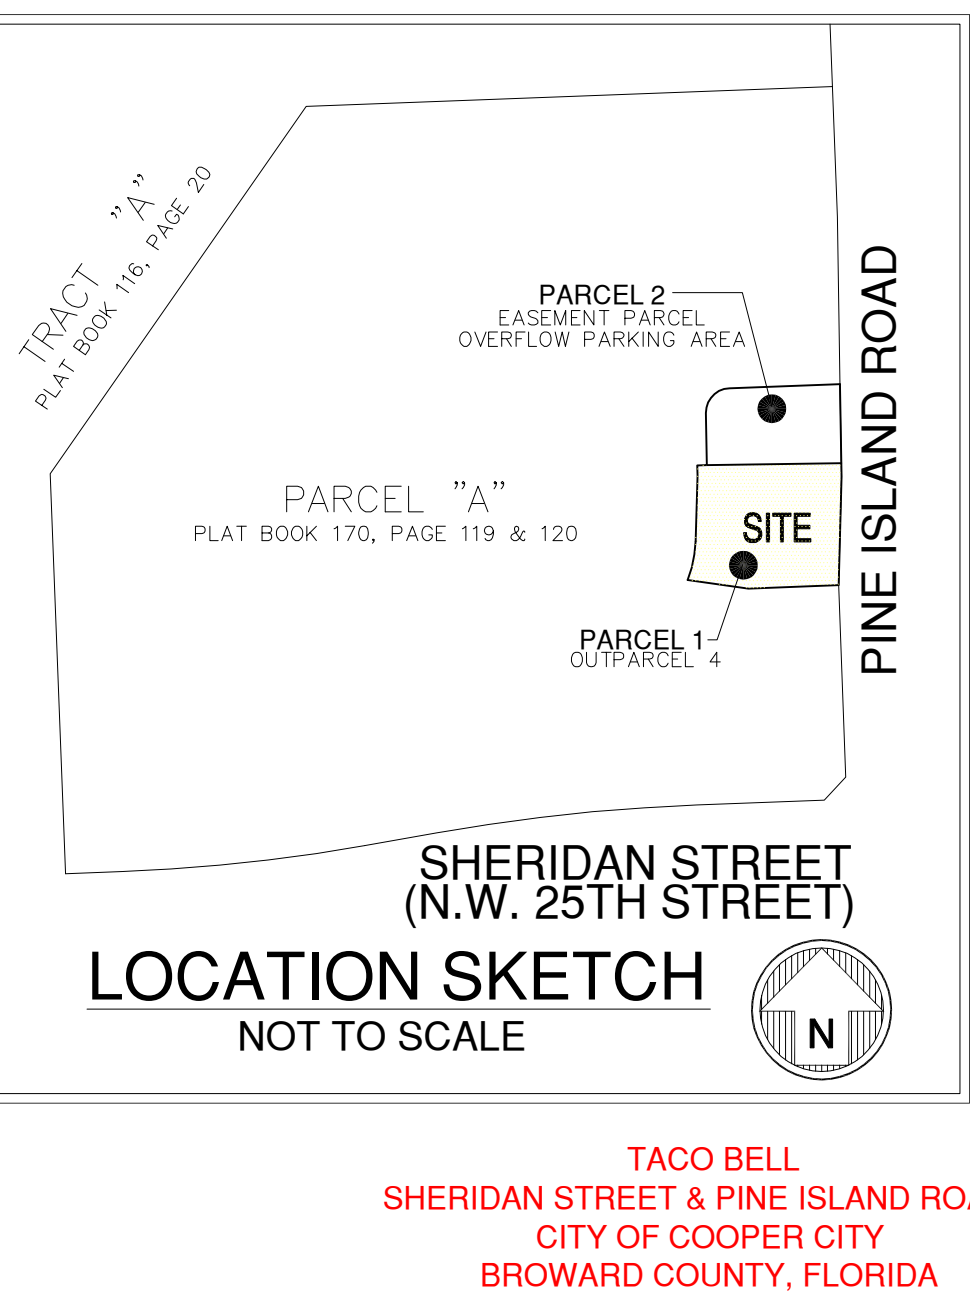 TRACT ”A”
PLAT BOOK 116, PAGE 20
PARCEL 2
EASEMENT PARCEL
OVERFLOW PARKING AREA
PINE ISLAND ROAD
PARCEL ”A”
PLAT BOOK 170, PAGE 119 & 120
SITE
PARCEL 1
OUTPARCEL 4
SHERIDAN STREET
(N.W. 25TH STREET)
LOCATION SKETCH
NOT TO SCALE
N
TACO BELL
SHERIDAN STREET & PINE ISLAND
CITY OF COOPER CITY
BROWARD COUNTY, FLORIDA